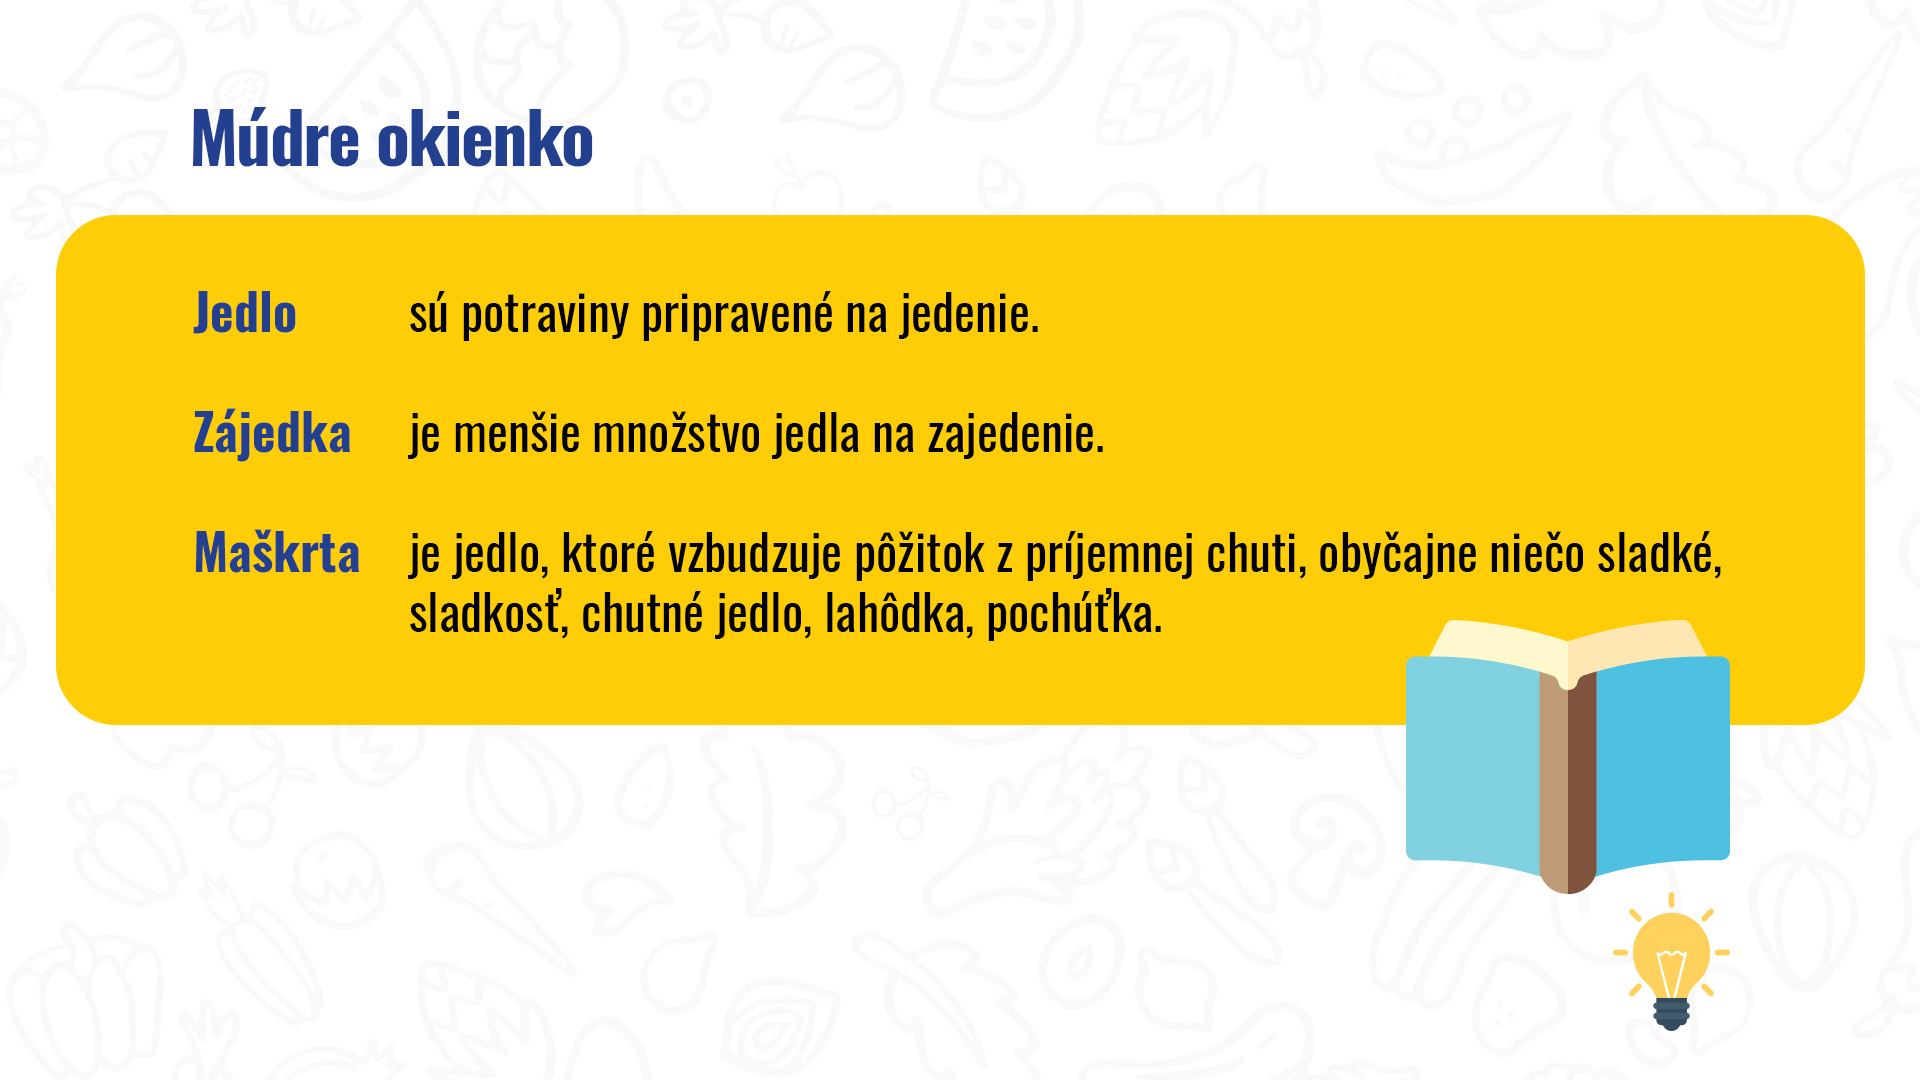 Múdre okienko
Jedlo sú potraviny pripravené na jedenie.
Zájedka je menšie množstvo jedla na zajedenie.
Maškrta je jedlo, ktoré vzbudzuje pôžitok z príjemnej chuti, obyčajne niečo sladké,
sladkosť, chutné jedlo, lahôdka, pochúťka.